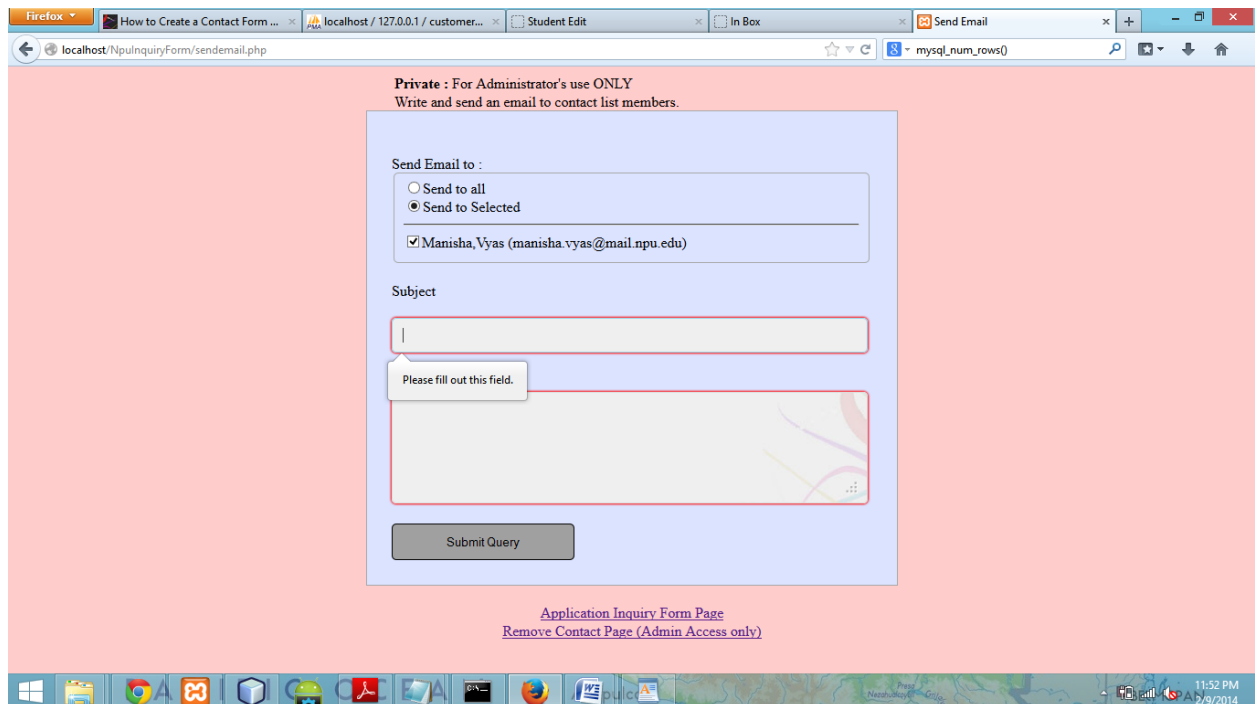 Firefox
How to Create a Contact Form ...
localhost / 127.0.0.1 / customer...
Student Edit
In Box
Send Email
localhost/NpuInquiryForm/sendemail.php
mysql_num_rows()
Private : For Administrator's use ONLY
Write and send an email to contact list members.
Send Email to :
Send to all
Send to Selected
Manisha,Vyas (manisha.vyas@mail.npu.edu)
Subject
Please fill out this field.
Submit Query
Application Inquiry Form Page
Remove Contact Page (Admin Access only)
11:52 PM
2/9/2014